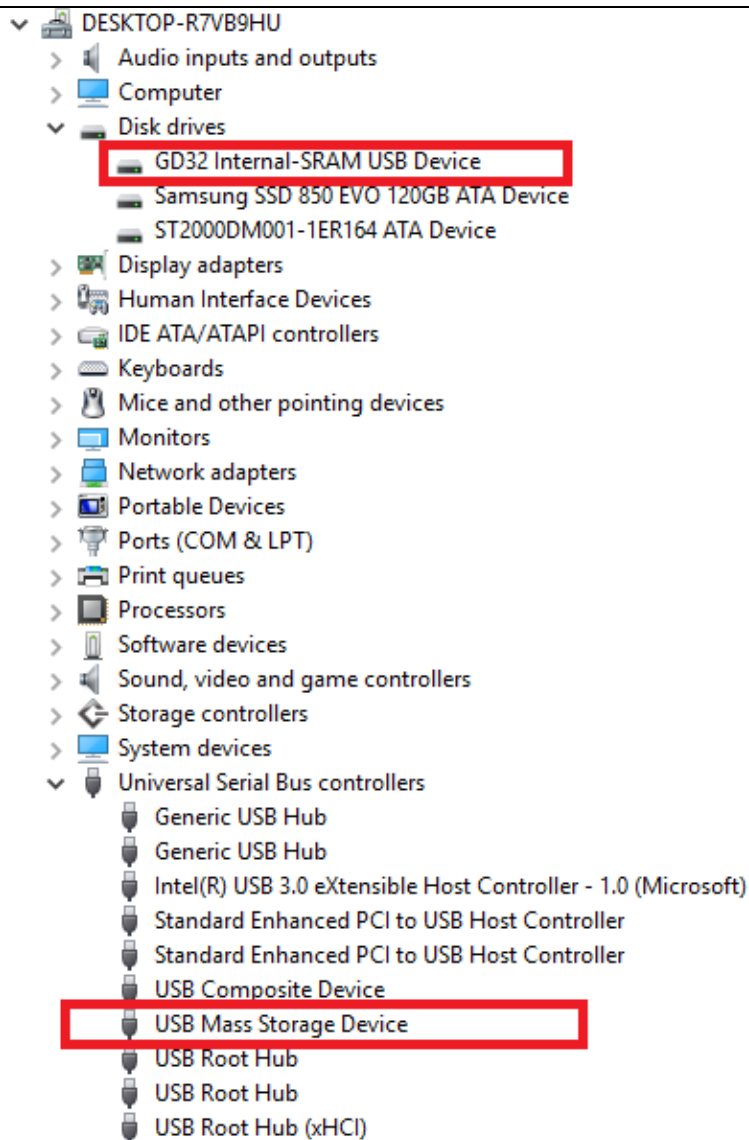 DESKTOP-R7VB9HU
Audio inputs and outputs
Computer
Disk drives
GD32 Internal-SRAM USB Device
Samsung SSD 850 EVO 120GB ATA Device
ST2000DM001-1ER164 ATA Device
Display adapters
Human Interface Devices
IDE ATA/ATAPI controllers
Keyboards
Mice and other pointing devices
Monitors
Network adapters
Portable Devices
Ports (COM & LPT)
Print queues
Processors
Software devices
Sound, video and game controllers
Storage controllers
System devices
Universal Serial Bus controllers
Generic USB Hub
Generic USB Hub
Intel(R) USB 3.0 eXtensible Host Controller - 1.0 (Microsoft)
Standard Enhanced PCI to USB Host Controller
Standard Enhanced PCI to USB Host Controller
USB Composite Device
USB Mass Storage Device
USB Root Hub
USB Root Hub
USB Root Hub (xHCI)